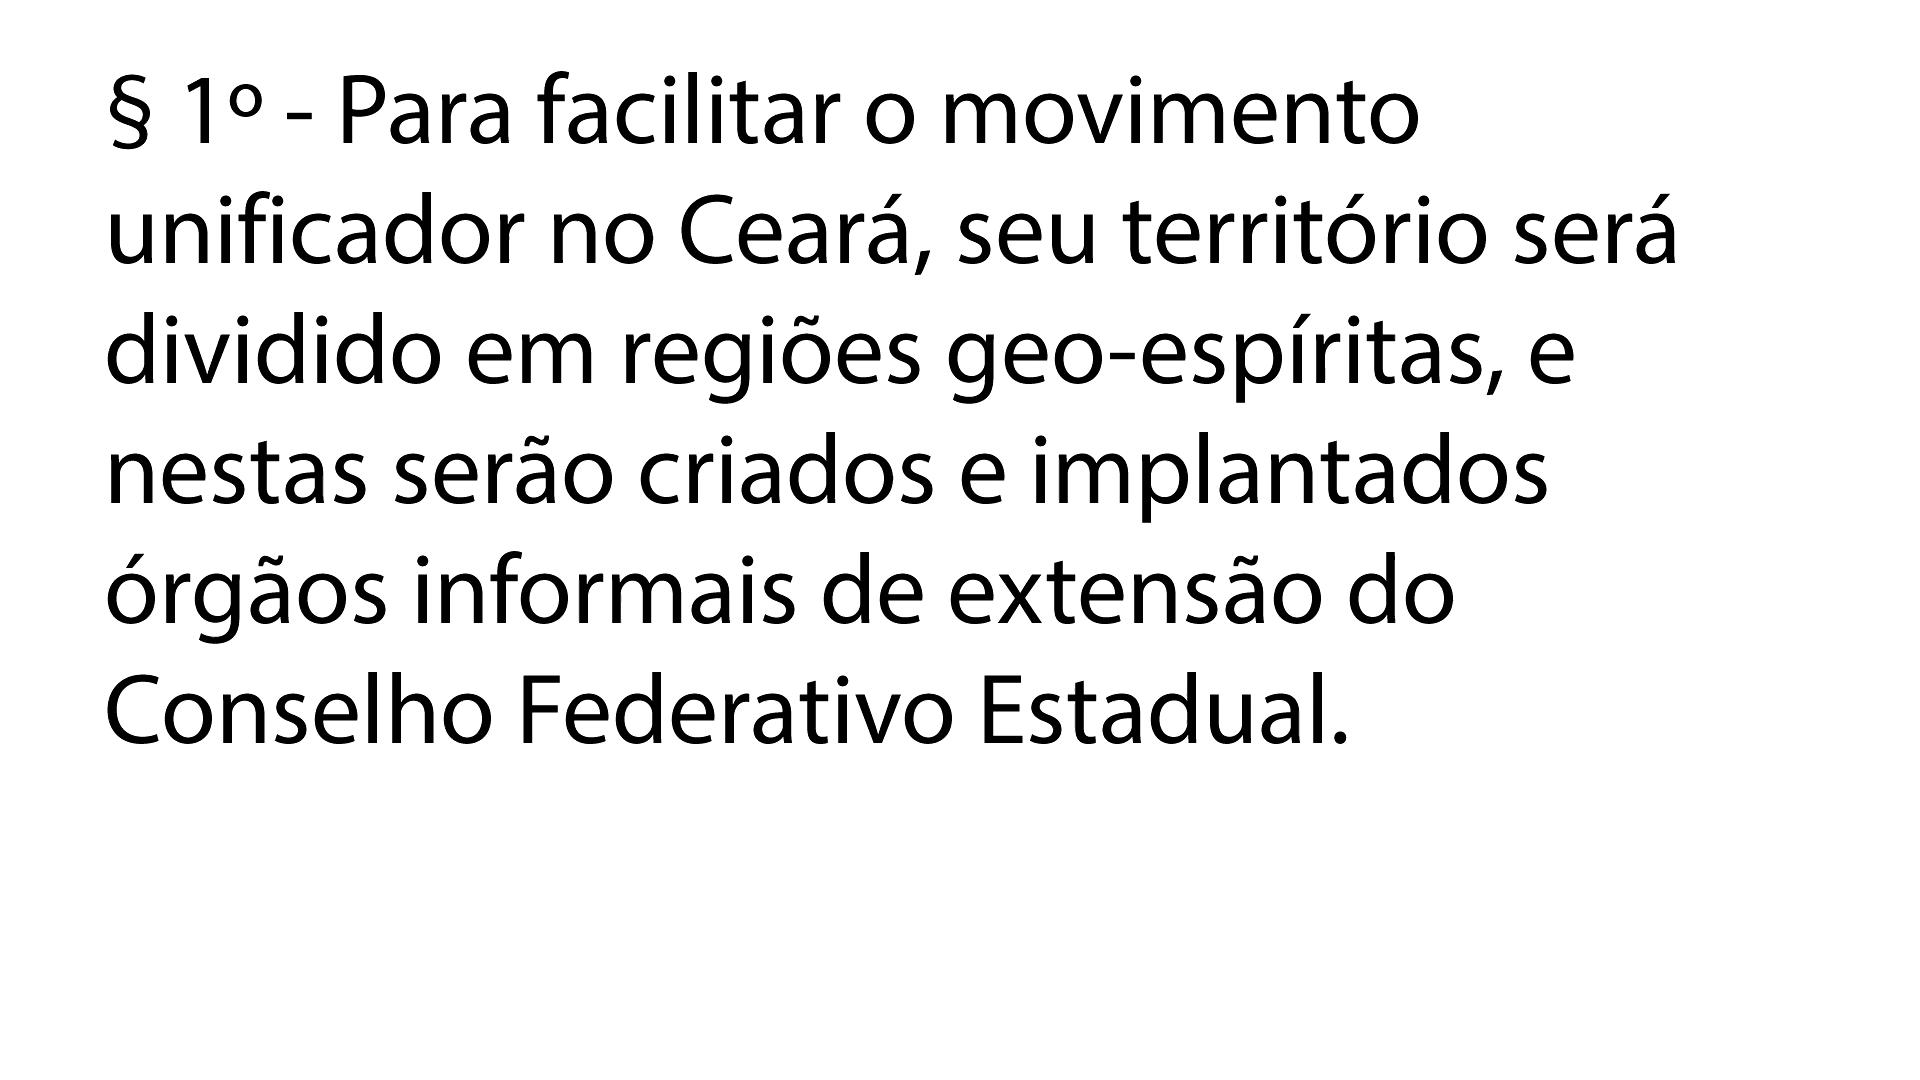 § 1º - Para facilitar o movimento
unificador no Ceará, seu território será
dividido em regiões geo-espíritas, e
nestas serão criados e implantados
órgãos informais de extensão do
Conselho Federativo Estadual.